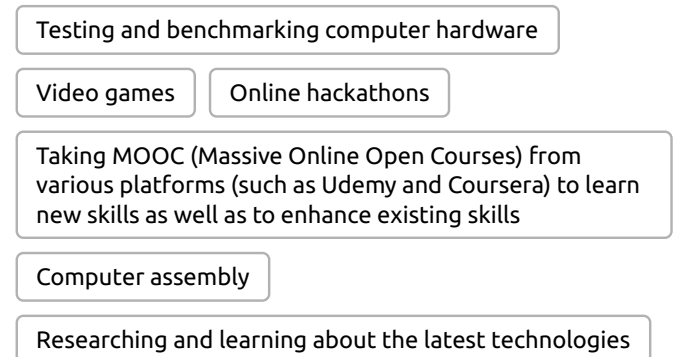 Testing and benchmarking computer hardware
Video games
Online hackathons
Taking MOOC (Massive Online Open Courses) from
various platforms (such as Udemy and Coursera) to learn
new skills as well as to enhance existing skills
Computer assembly
Researching and learning about the latest technologies